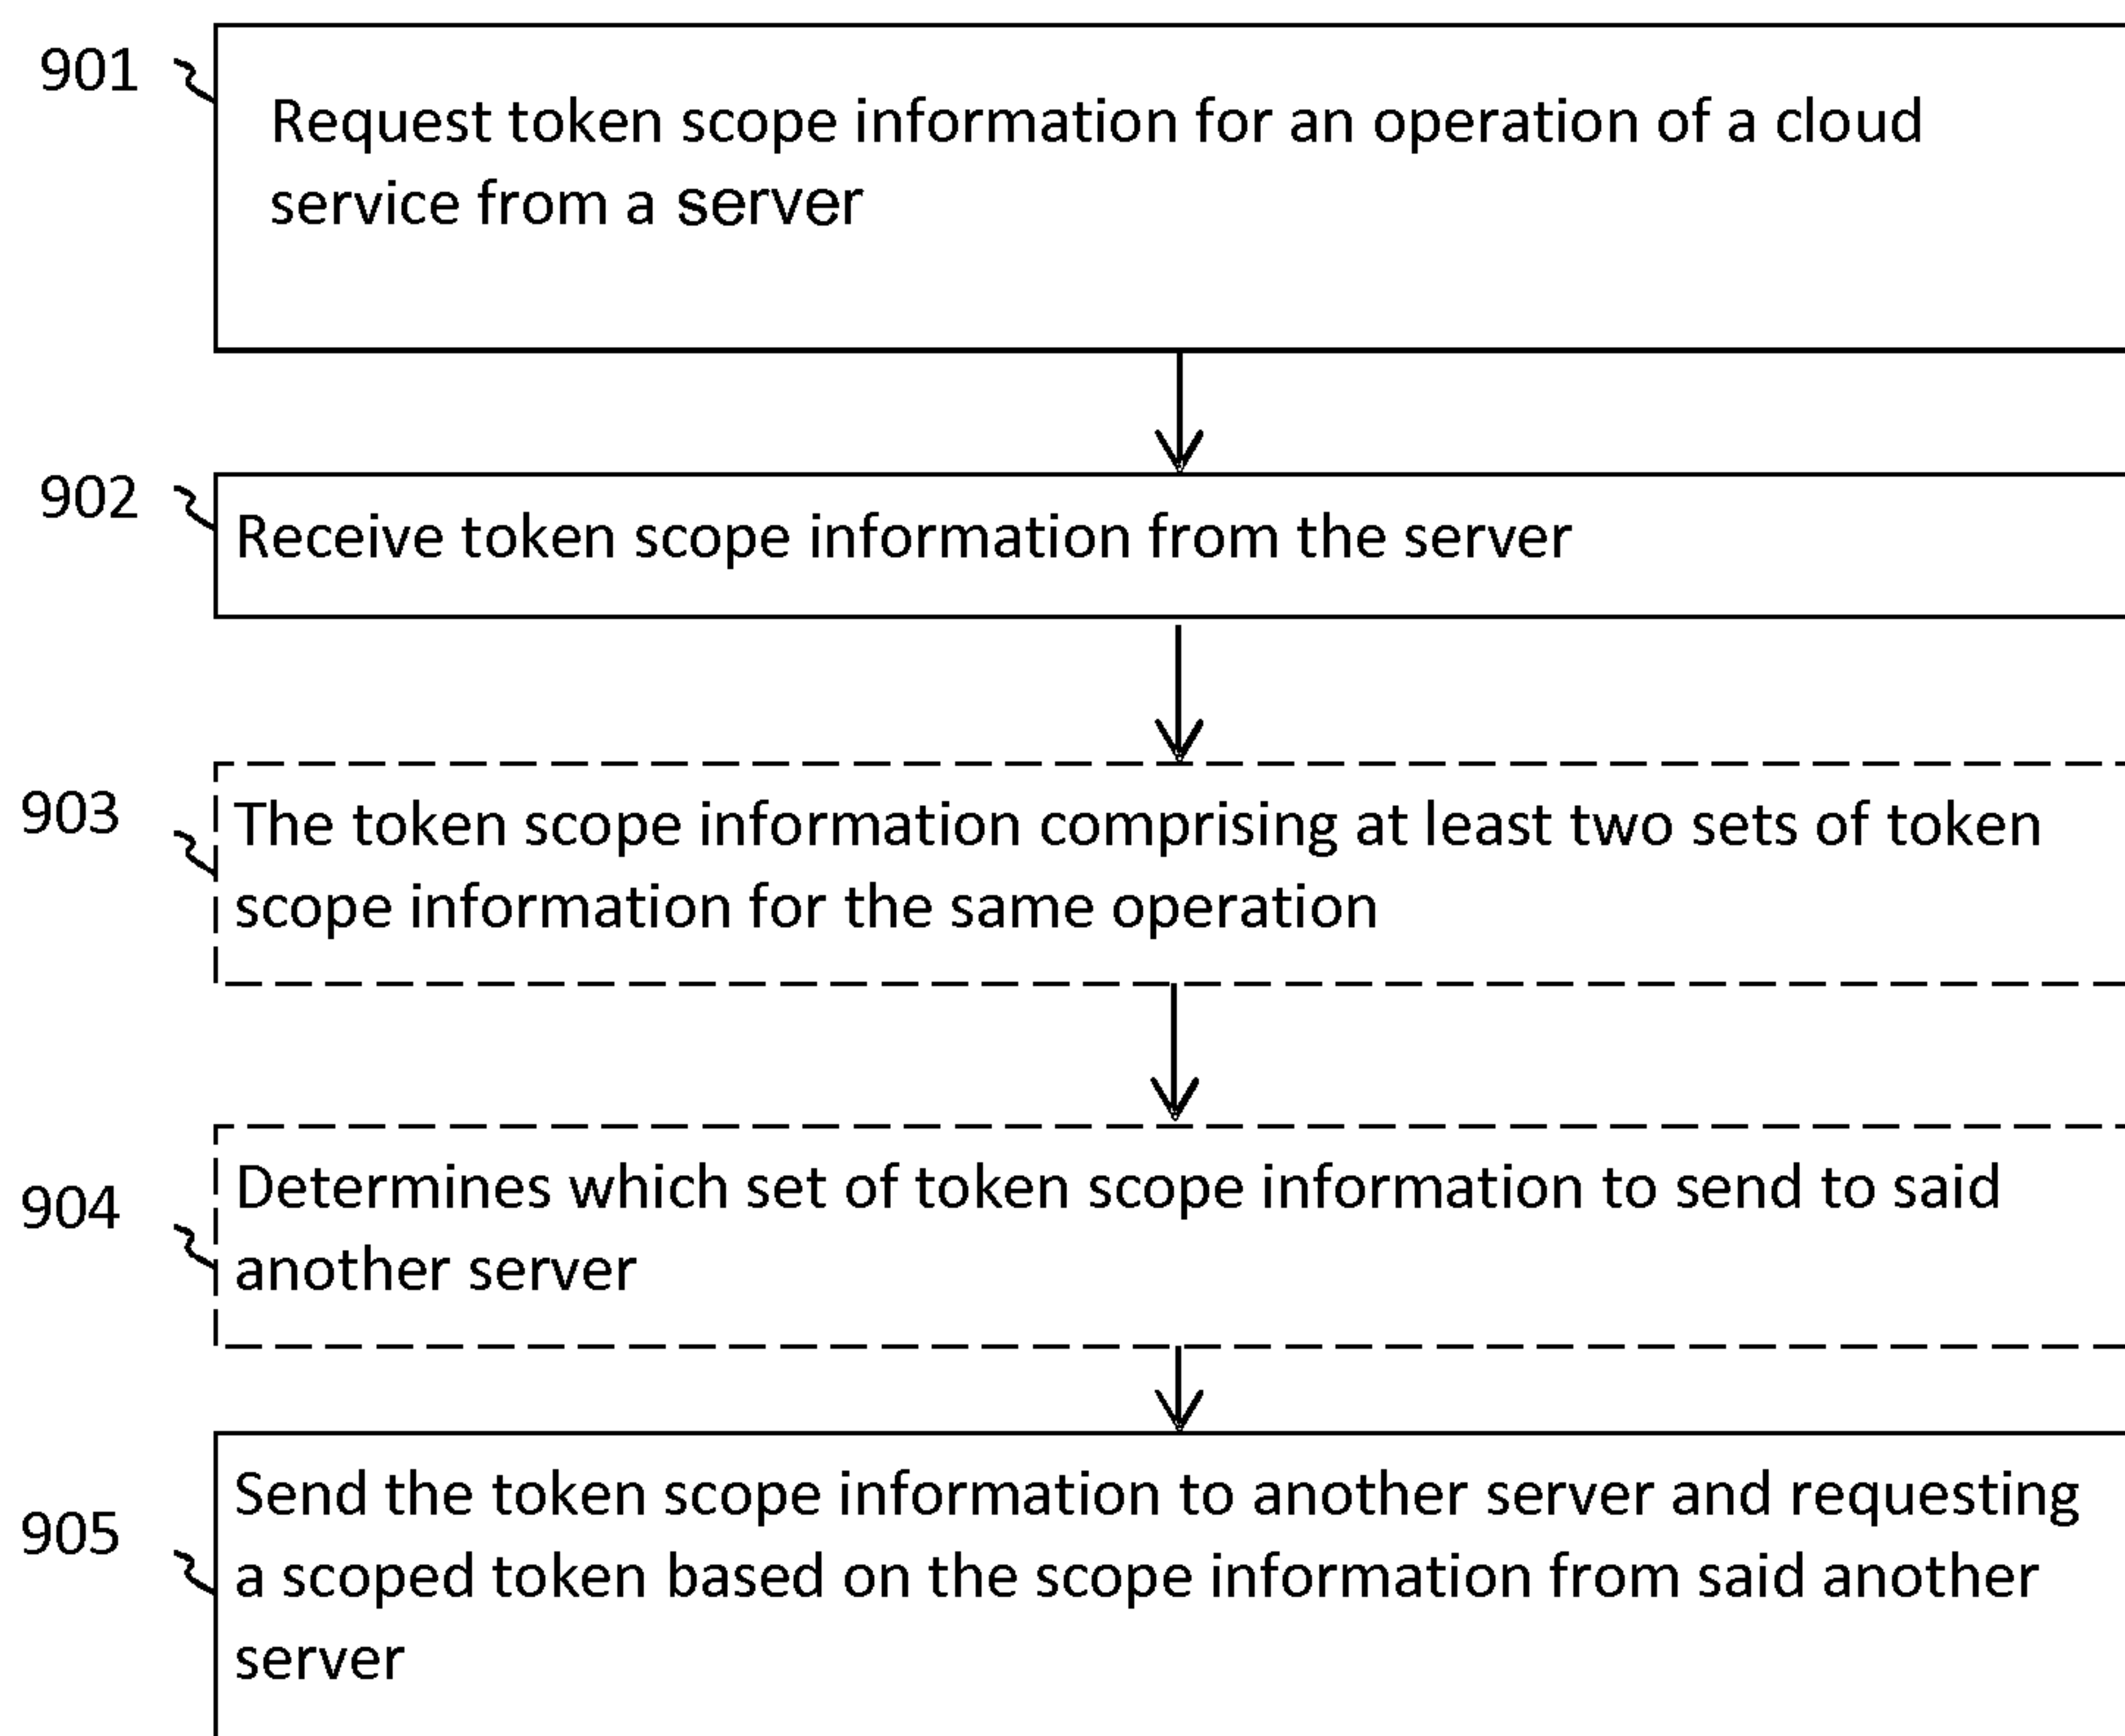 901
Request token scope information for an operation of a cloud
service from a server
902
Receive token scope information from the server
903
The token scope information comprising at least two sets of token
scope information for the same operation
904
Determines which set of token scope information to send to said
another server
905
Send the token scope information to another server and requesting
a scoped token based on the scope information from said another
server